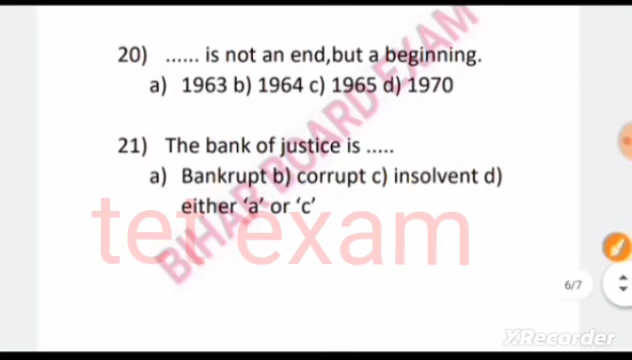 20) ...... is not an end,but a beginning.
a) 1963 b) 1964 c) 1965 d) 1970
21) The bank of justice is .....
a) Bankrupt b) corrupt c) insolvent d)
either ‘a’ or ‘c’
tet exam
BIHAR BOARD EXAM
6/7
XRecorder